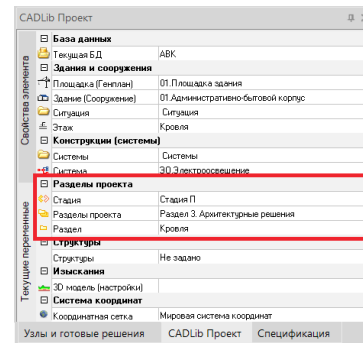 CADLib Проект
База данных
Текущая БД АВК
Здания и сооружения
Площадка (Генплан) 01.Площадка здания
Здание (Сооружение) 01.Административно-бытовой корпус
Ситуация Ситуация
Этаж Кровля
Конструкции (системы)
Системы Системы
Система ЭО.Электроосвещение
Разделы проекта
Стадия Стадия П
Разделы проекта Раздел 3. Архитектурные решения
Раздел Кровля
Структуры
Структуры Не задано
Изыскания
3D модель (настройки)
Система координат
Координатная сетка Мировая система координат
Свойства элемента
Текущие переменные
Узлы и готовые решения CADLib Проект Спецификация